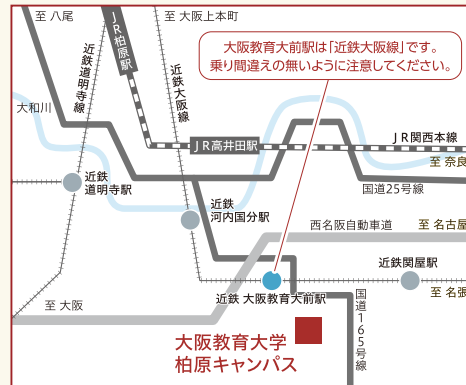 至 八尾
至 大阪上本町
JR柏原駅
大阪教育大前駅は「近鉄大阪線」です。
乗り間違えの無いように注意してください。
近鉄道明寺線
近鉄大阪線
大和川
JR高井田駅
JR関西本線
至 奈良
近鉄
道明寺駅
国道25号線
近鉄
河内国分駅
西名阪自動車道
至 名古屋
近鉄関屋駅
至 大阪
近鉄 大阪教育大前駅
至 名張
国道165号線
大阪教育大学
柏原キャンパス